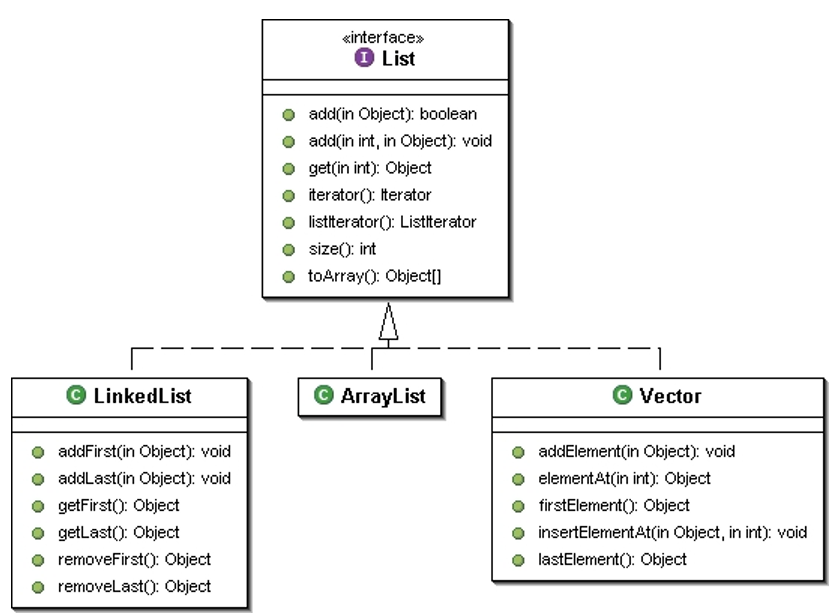 «interface»
I List
add(in Object): boolean
add(in int, in Object): void
get(in int): Object
iterator(): Iterator
listIterator(): ListIterator
size(): int
toArray(): Object[]
C LinkedList
addFirst(in Object): void
addLast(in Object): void
getFirst(): Object
getLast(): Object
removeFirst(): Object
removeLast(): Object
C ArrayList
C Vector
addElement(in Object): void
elementAt(in int): Object
firstElement(): Object
insertElementAt(in Object, in int): void
lastElement(): Object